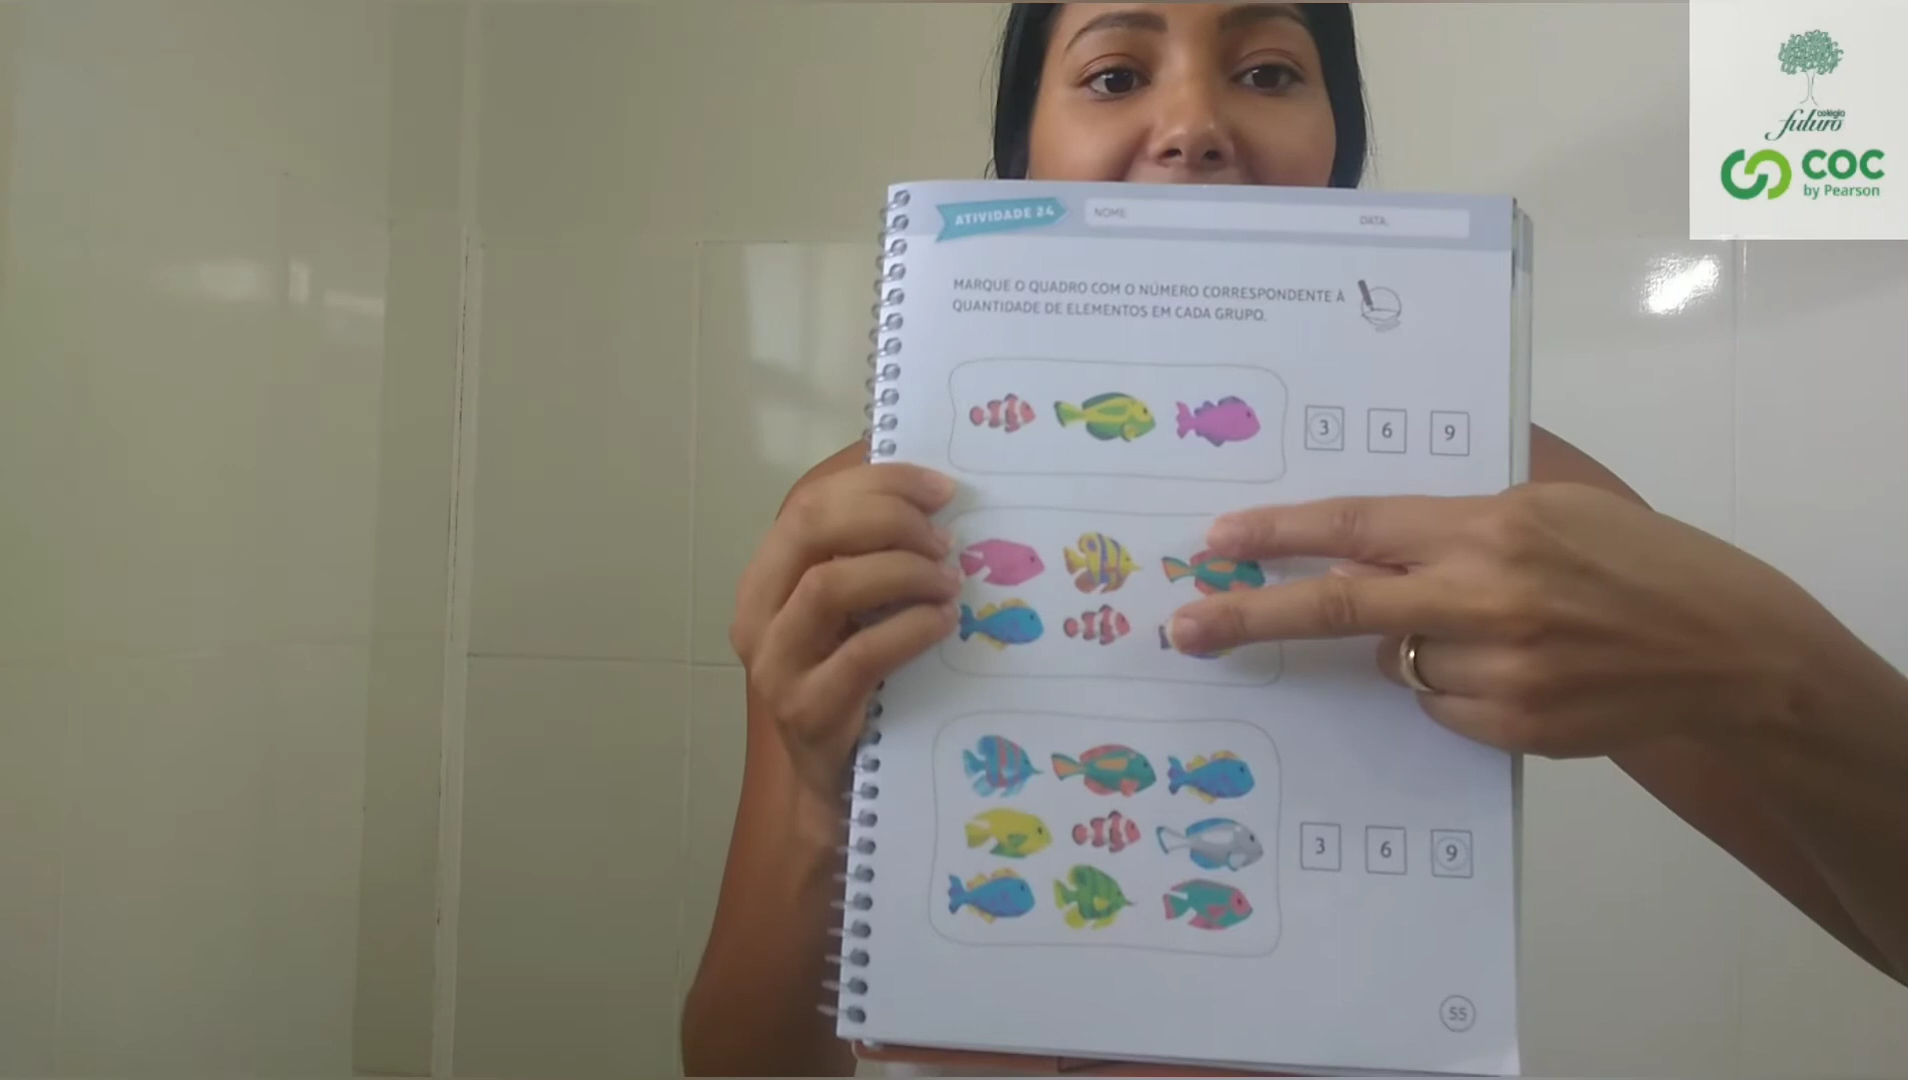 colégio
futuro
COC
by Pearson
ATIVIDADE 24
NOME:
DATA:
MARQUE O QUADRO COM O NÚMERO CORRESPONDENTE À
QUANTIDADE DE ELEMENTOS EM CADA GRUPO.
3 6 9
3 6 9
55